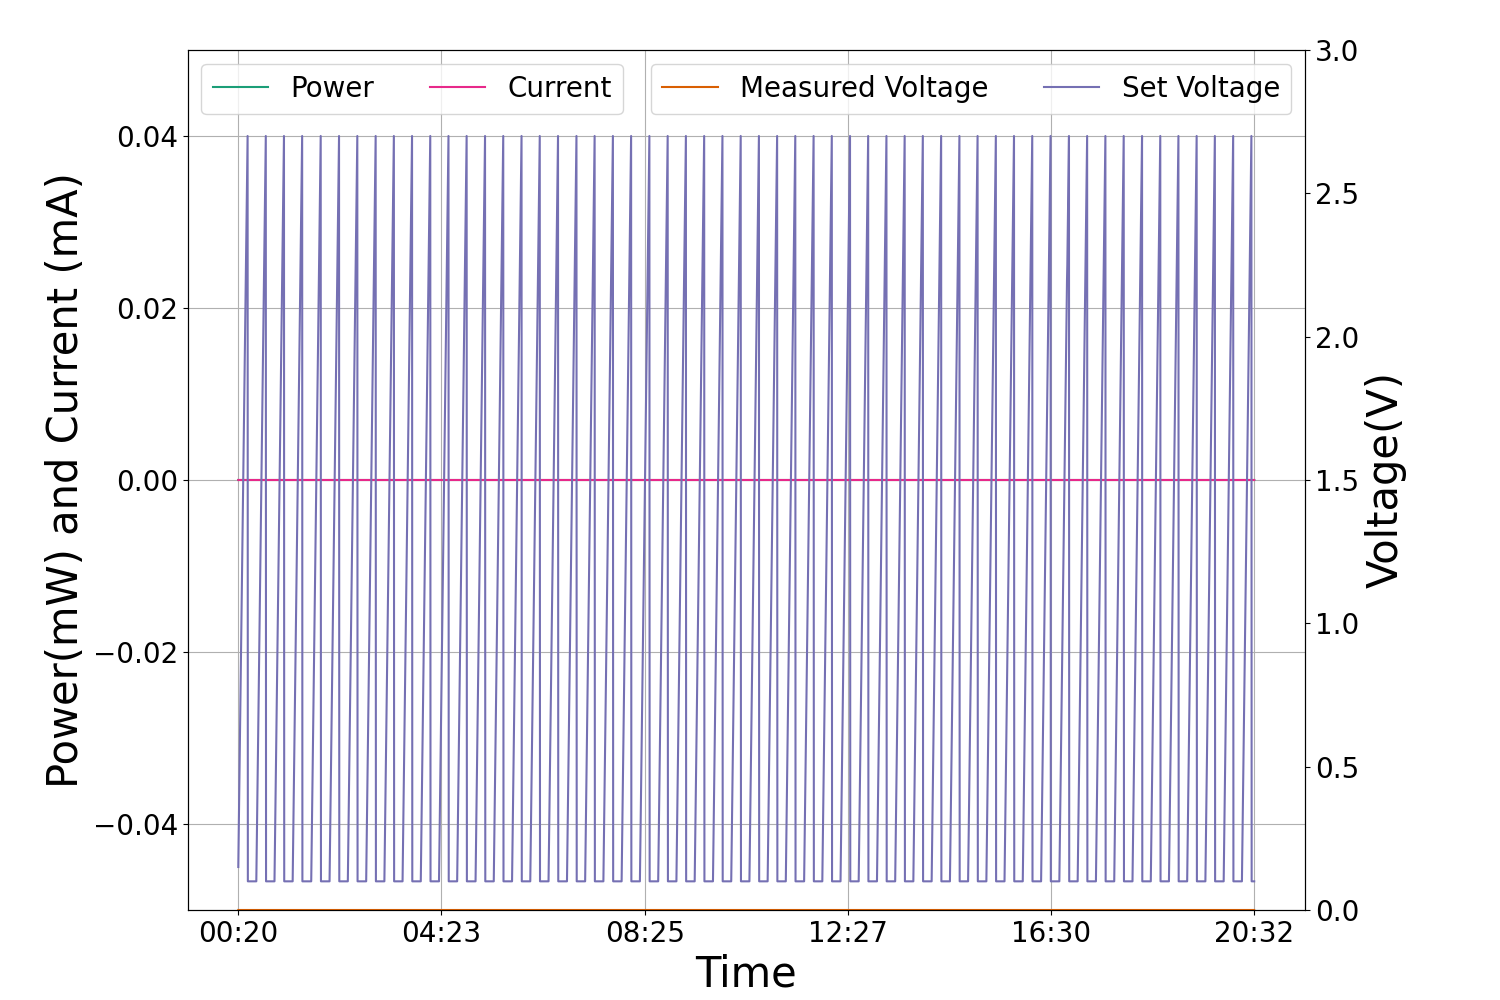 Power Current Measured Voltage Set Voltage
Power(mW) and Current (mA)
0.04
0.02
0.00
−0.02
−0.04
3.0
2.5
2.0
1.5
1.0
0.5
0.0
Voltage(V)
00:20 04:23 08:25 12:27 16:30 20:32
Time